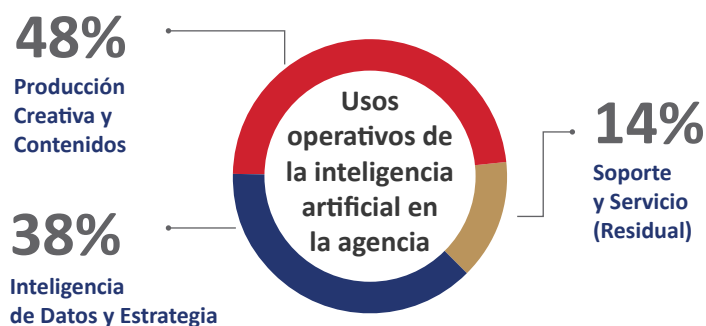 48%
Producción
Creativa y
Contenidos
38%
Inteligencia
de Datos y Estrategia
Usos
operativos de
la inteligencia
artificial en
la agencia
14%
Soporte
y Servicio
(Residual)